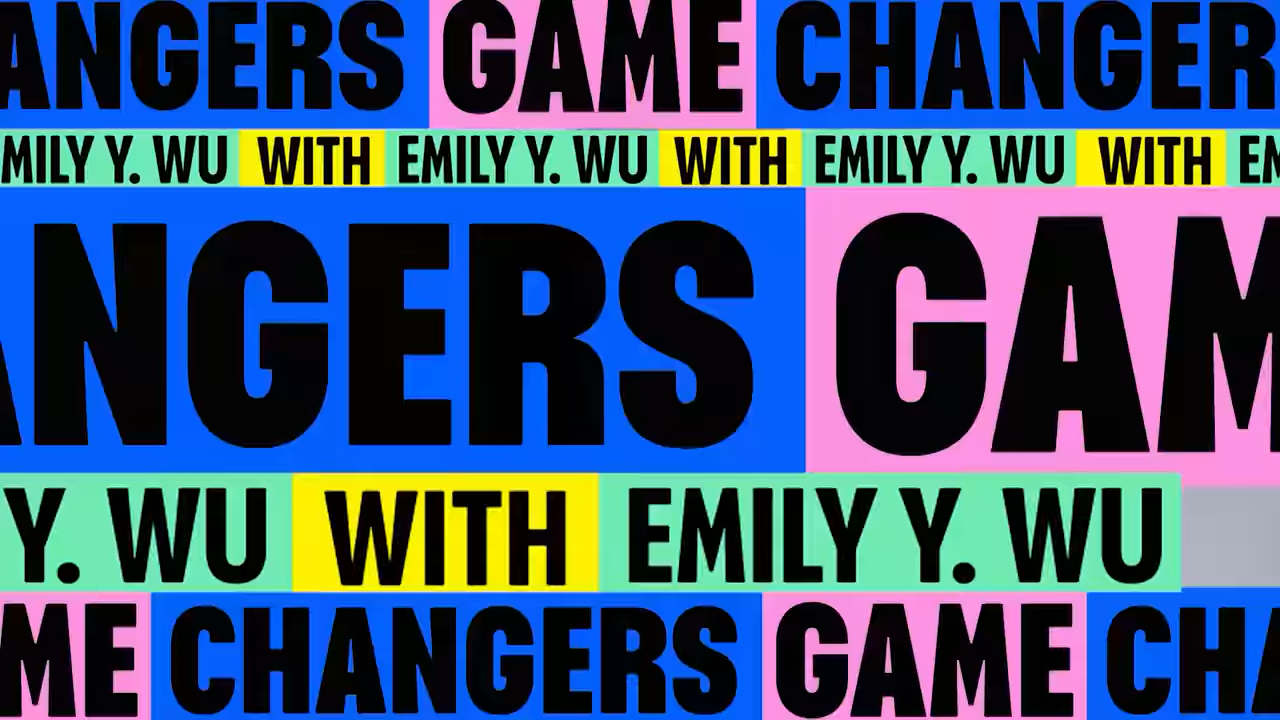 ANGERS GAME CHANGER
MILY Y. WU WITH EMILY Y. WU WITH EMILY Y. WU WITH EM
ANGERS GAM
Y. WU WITH EMILY Y. WU
ME CHANGERS GAME CHA